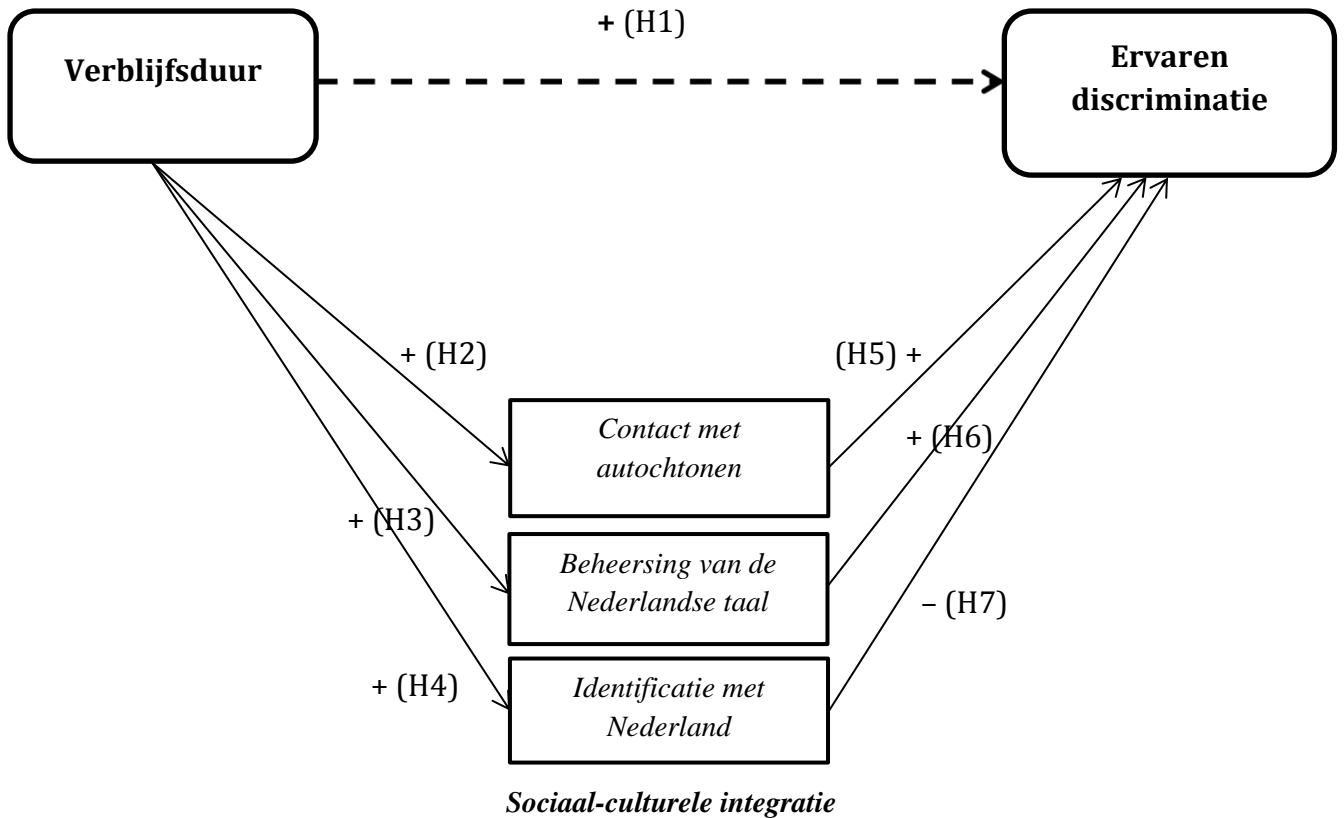 + (H1)
Verblijfsduur
Ervaren
discriminatie
+ (H2)
(H5) +
Contact met
autochtonen
+ (H6)
+ (H3)
Beheersing van de
Nederlandse taal
– (H7)
+ (H4)
Identificatie met
Nederland
Sociaal-culturele integratie